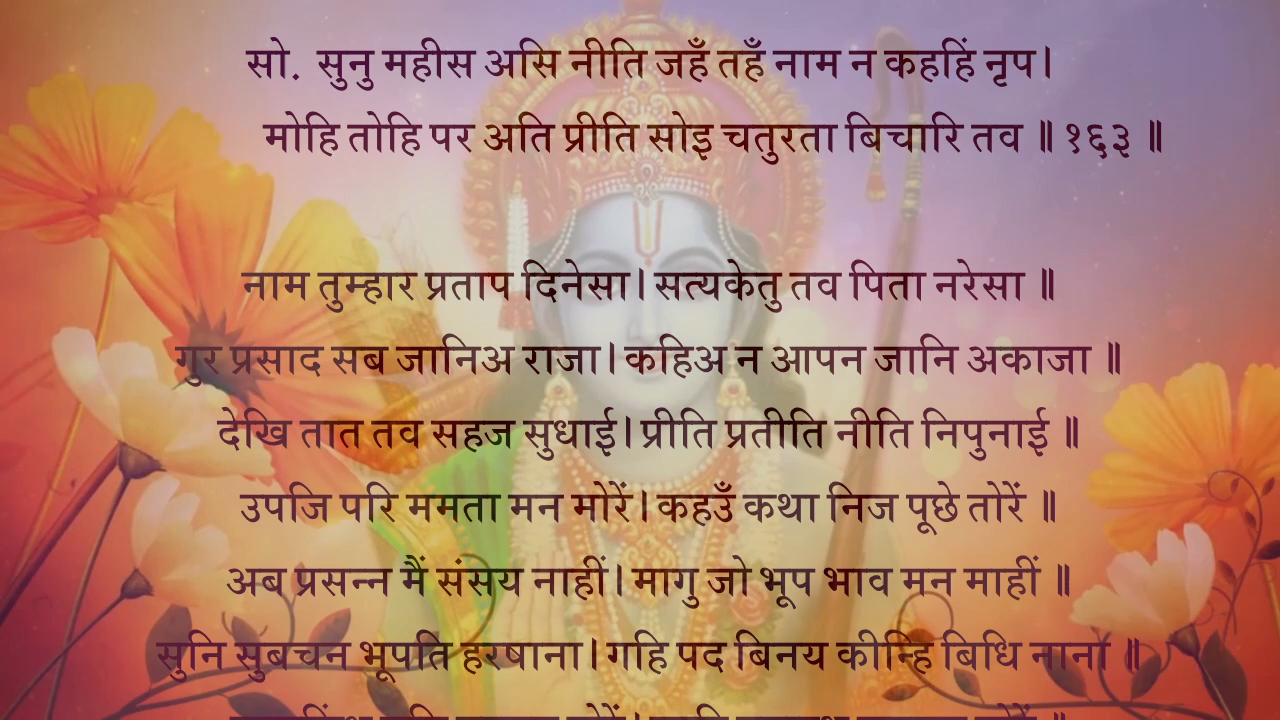 सो. सुनु महीस असि नीति जहँ तहँ नाम न कहहिं नृप।
मोहि तोहि पर अति प्रीति सोइ चतुरता बिचारि तव ॥ १६३ ॥
नाम तुम्हार प्रताप दिनेसा। सत्यकेतु तव पिता नरेसा ॥
गुर प्रसाद सब जानिअ राजा। कहिअ न आपन जानि अकाजा ॥
देखि तात तव सहज सुधाई। प्रीति प्रतीति नीति निपुनाई ॥
उपजि परि ममता मन मोरें। कहउँ कथा निज पूछे तोरें ॥
अब प्रसन्न मैं संसय नाहीं। मागु जो भूप भाव मन माहीं ॥
सुनि सुबचन भूपति हरषाना। गहि पद बिनय कीन्हि बिधि नाना ॥